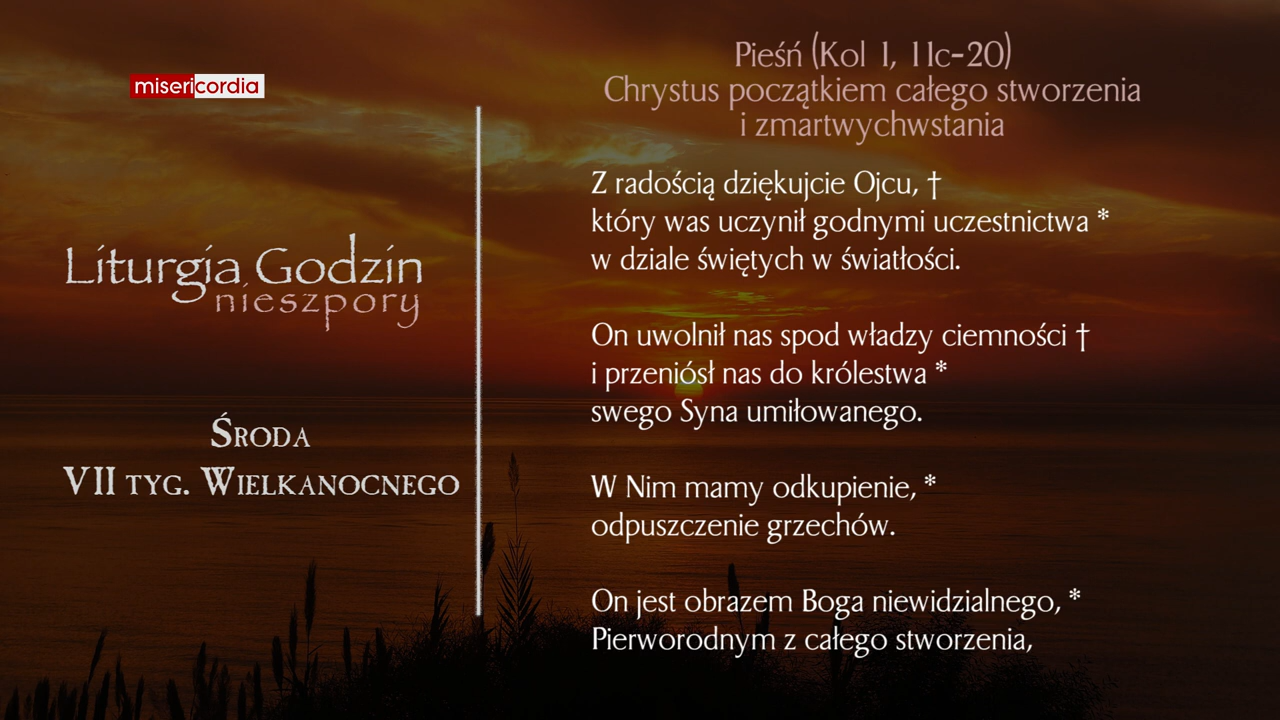 misericordia
Liturgia Godzin
nieszpory
Środa
VII tyg. Wielkanocnego
Pieśń (Kol 1, 11c-20)
Chrystus początkiem całego stworzenia
i zmartwychwstania
Z radością dziękujcie Ojcu, †
który was uczynił godnymi uczestnictwa *
w dziale świętych w światłości.
On uwolnił nas spod władzy ciemności †
i przeniósł nas do królestwa *
swego Syna umiłowanego.
W Nim mamy odkupienie, *
odpuszczenie grzechów.
On jest obrazem Boga niewidzialnego, *
Pierworodnym z całego stworzenia,